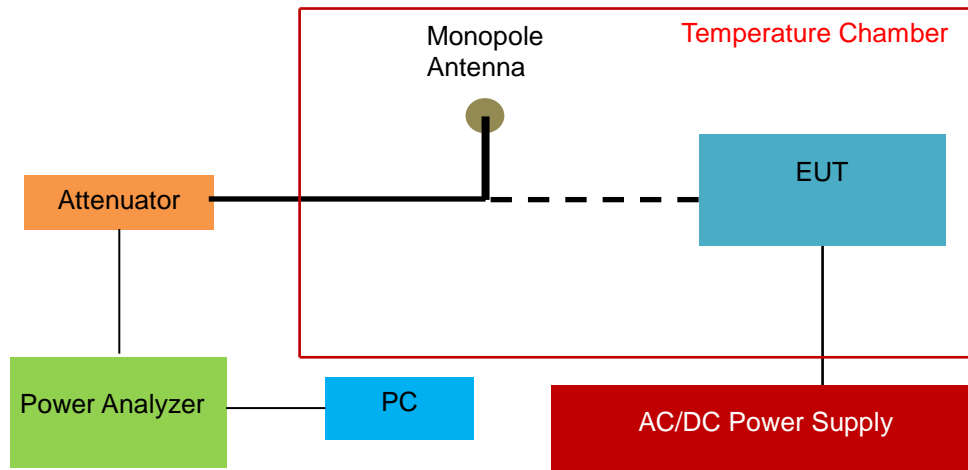 Temperature Chamber
Monopole
Antenna
EUT
Attenuator
Power Analyzer
PC
AC/DC Power Supply